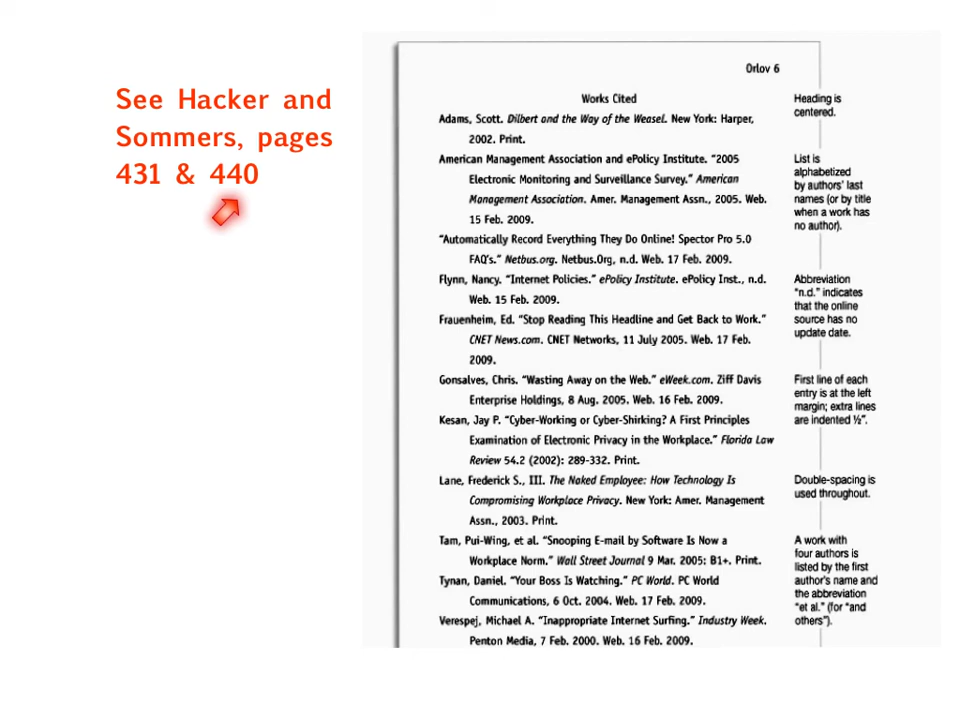 See Hacker and
Sommers, pages
431 & 440
Orlov 6
Works Cited
Adams, Scott. Dilbert and the Way of the Weasel. New York: Harper,
2002. Print.
American Management Association and ePolicy Institute. "2005
Electronic Monitoring and Surveillance Survey." American
Management Association. Amer. Management Assn., 2005. Web.
15 Feb. 2009.
"Automatically Record Everything They Do Online! Spector Pro 5.0
FAQ's." Netbus.org. Netbus.Org, n.d. Web. 17 Feb. 2009.
Flynn, Nancy. "Internet Policies." ePolicy Institute. ePolicy Inst., n.d.
Web. 15 Feb. 2009.
Frauenheim, Ed. "Stop Reading This Headline and Get Back to Work."
CNET News.com. CNET Networks, 11 July 2005. Web. 17 Feb.
2009.
Gonsalves, Chris. "Wasting Away on the Web." eWeek.com. Ziff Davis
Enterprise Holdings, 8 Aug. 2005. Web. 16 Feb. 2009.
Kesan, Jay P. "Cyber-Working or Cyber-Shirking? A First Principles
Examination of Electronic Privacy in the Workplace." Florida Law
Review 54.2 (2002): 289-332. Print.
Lane, Frederick S., III. The Naked Employee: How Technology Is
Compromising Workplace Privacy. New York: Amer. Management
Assn., 2003. Print.
Tam, Pui-Wing, et al. "Snooping E-mail by Software Is Now a
Workplace Norm." Wall Street Journal 9 Mar. 2005: B1+. Print.
Tynan, Daniel. "Your Boss Is Watching." PC World. PC World
Communications, 6 Oct. 2004. Web. 17 Feb. 2009.
Verespej, Michael A. "Inappropriate Internet Surfing." Industry Week.
Penton Media, 7 Feb. 2000. Web. 16 Feb. 2009.
Heading is
centered.
List is
alphabetized
by authors' last
names (or by title
when a work has
no author).
Abbreviation
"n.d." indicates
that the online
source has no
update date.
First line of each
entry is at the left
margin; extra lines
are indented ½".
Double-spacing is
used throughout.
A work with
four authors is
listed by the first
author's name and
the abbreviation
"et al." (for "and
others").